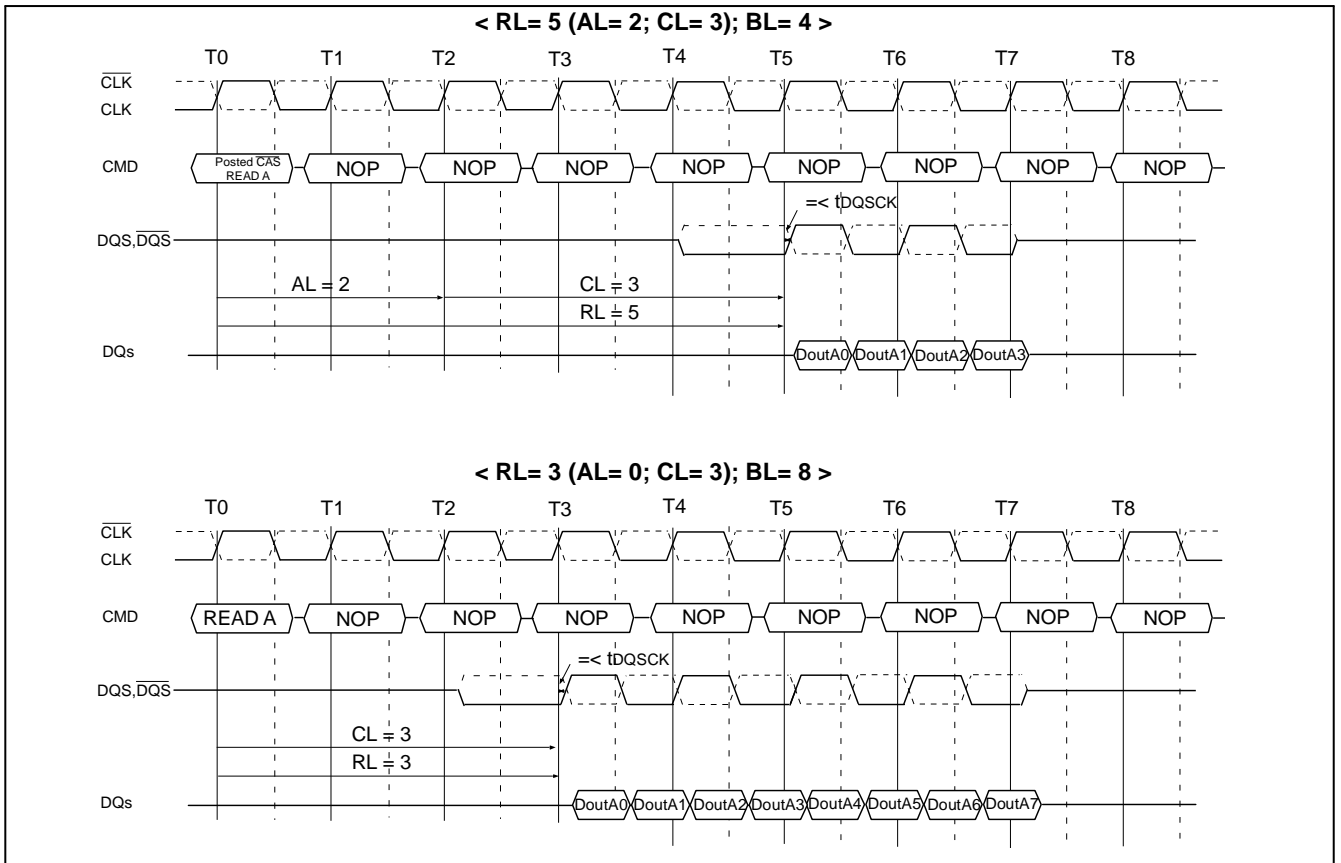 < RL= 5 (AL= 2; CL= 3); BL= 4 >
T0 T1 T2 T3 T4 T5 T6 T7 T8
CLK
CLK
CMD Posted CAS NOP NOP NOP NOP NOP NOP NOP NOP
READ A
=< tDQSCK
DQS,DQS
AL = 2 CL = 3
RL = 5
DQs DoutA0 DoutA1 DoutA2 DoutA3
< RL= 3 (AL= 0; CL= 3); BL= 8 >
T0 T1 T2 T3 T4 T5 T6 T7 T8
CLK
CLK
CMD READ A NOP NOP NOP NOP NOP NOP NOP NOP
=< tDQSCK
DQS,DQS
CL = 3
RL = 3
DQs DoutA0 DoutA1 DoutA2 DoutA3 DoutA4 DoutA5 DoutA6 DoutA7